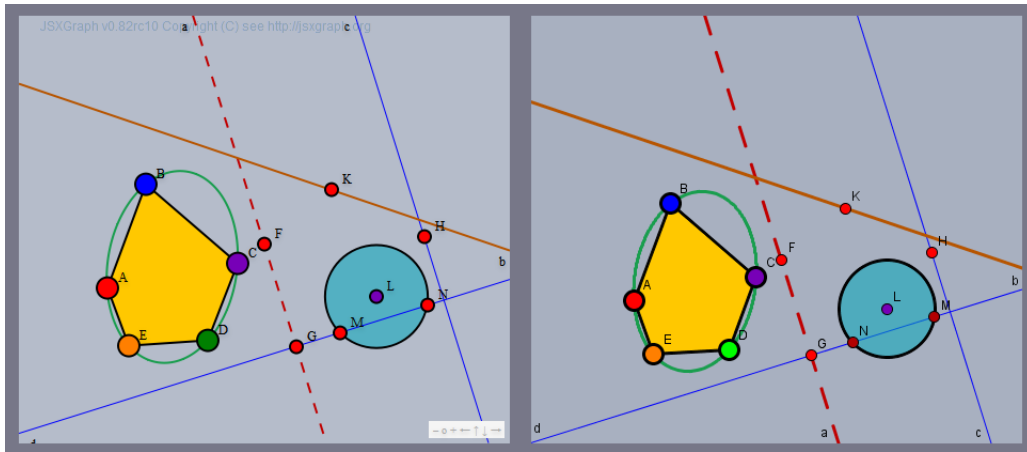 JSXGraph v0.82rc10 Copyright (C) see http://jsxgraph.org
a
c
B
K
H
F
C
b
A
L
N
M
E
D
G
d
− o + ← ↑ ↓ →
K
B
H
F
C
b
A
L
M
N
D
E
G
d
a
c